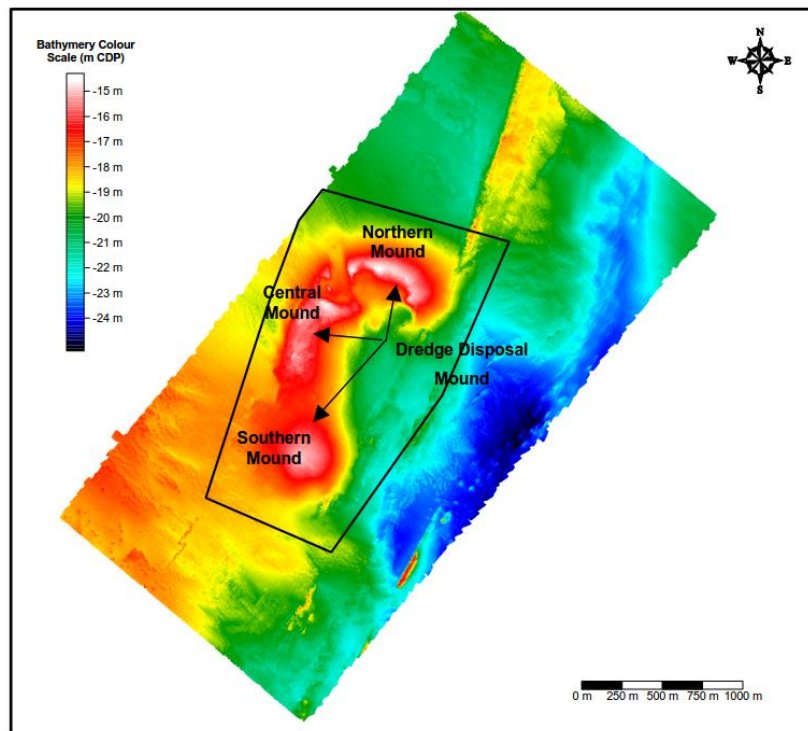 Bathymery Colour
Scale (m CDP)
-15 m
-16 m
-17 m
-18 m
-19 m
-20 m
-21 m
-22 m
-23 m
-24 m
N
W
E
S
Northern
Mound
Central
Mound
Dredge Disposal
Mound
Southern
Mound
0 m 250 m 500 m 750 m 1000 m